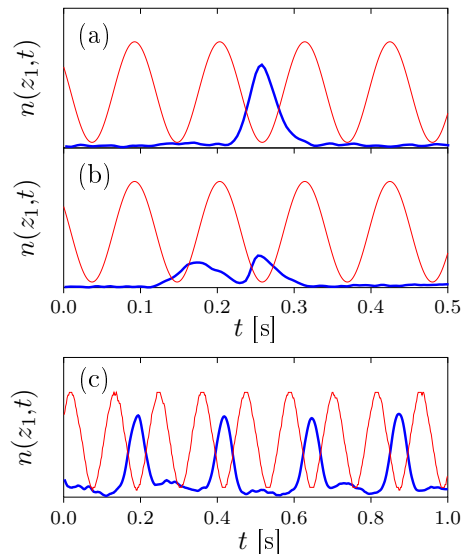 (a)
n(z₁,t)
(b)
n(z₁,t)
0.0 0.1 0.2 0.3 0.4 0.5
t [s]
(c)
n(z₁,t)
0.0 0.2 0.4 0.6 0.8 1.0
t [s]